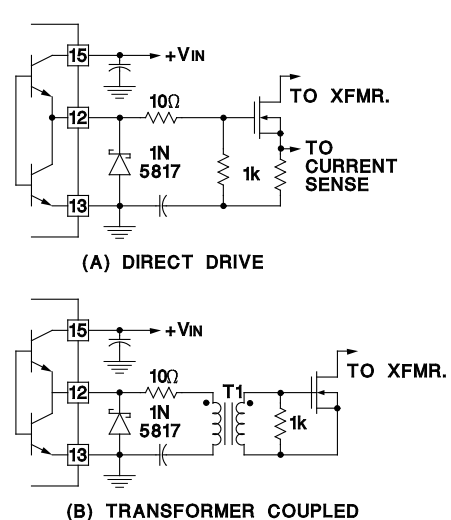 15
+VIN
12
10Ω
TO XFMR.
1N
5817
1k
TO
CURRENT
SENSE
13
(A) DIRECT DRIVE
15
+VIN
12
10Ω
T1
TO XFMR.
1N
5817
1k
13
(B) TRANSFORMER COUPLED